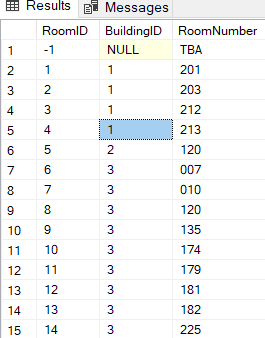 Results Messages
RoomID BuildingID RoomNumber
1 -1 NULL TBA
2 1 1 201
3 2 1 203
4 3 1 212
5 4 1 213
6 5 2 120
7 6 3 007
8 7 3 010
9 8 3 120
10 9 3 135
11 10 3 174
12 11 3 179
13 12 3 181
14 13 3 182
15 14 3 225